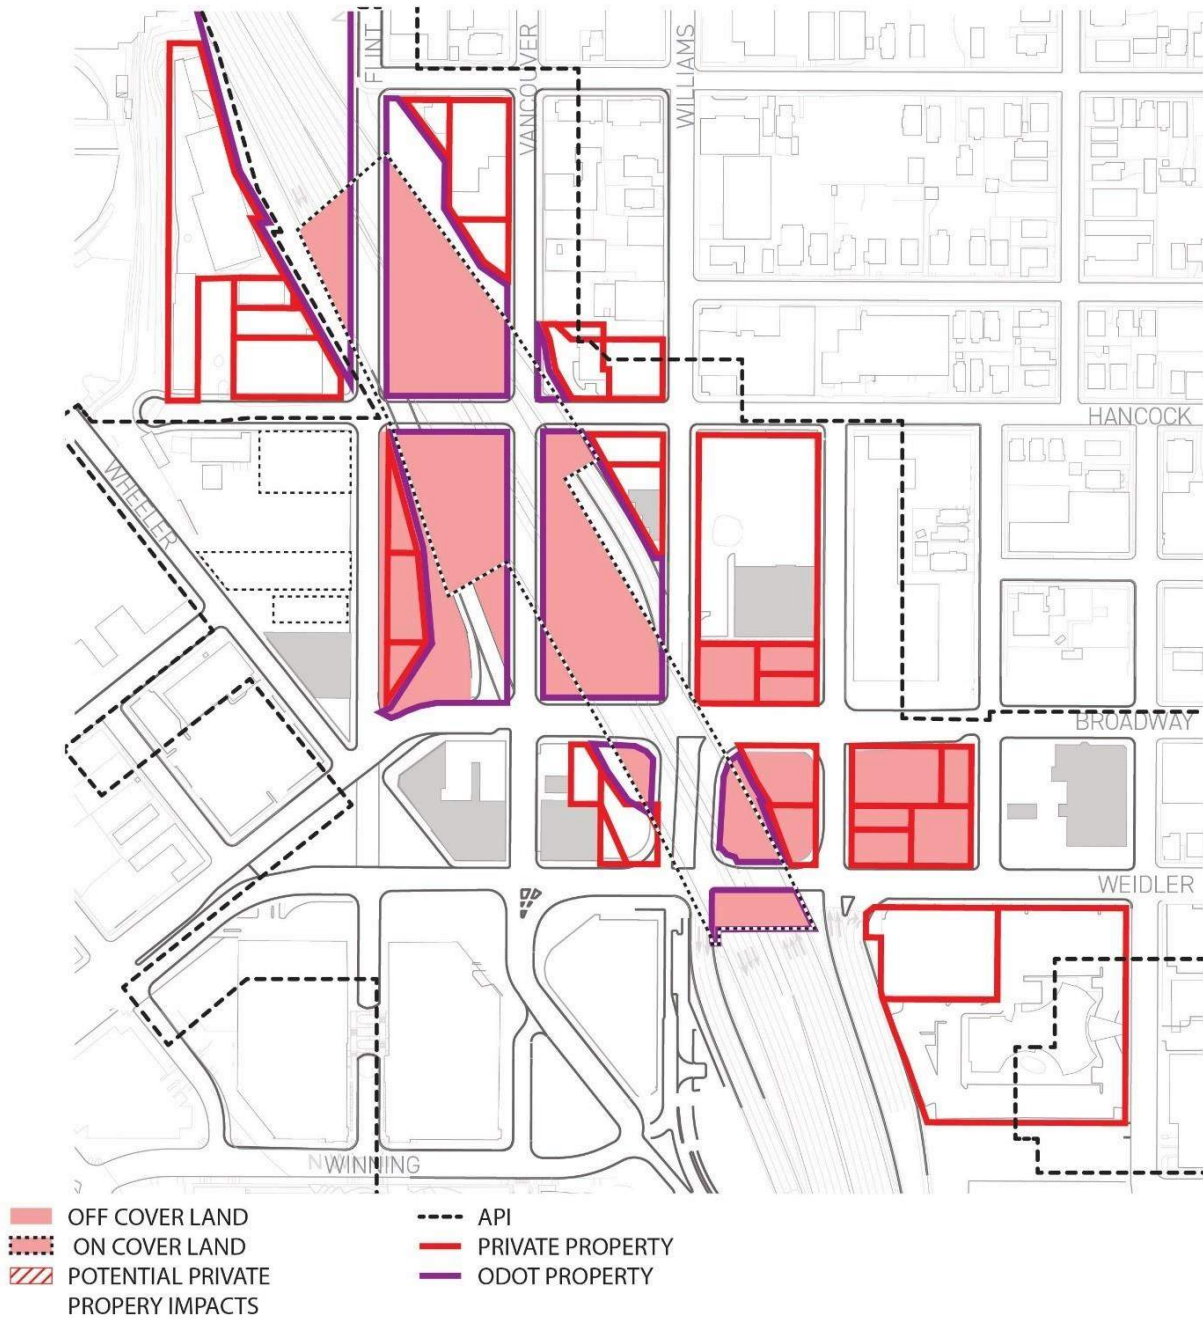 FLINT
VANCOUVER
WILLIAMS
HANCOCK
WHEELER
BROADWAY
WEIDLER
WINNING
OFF COVER LAND
ON COVER LAND
POTENTIAL PRIVATE
PROPERY IMPACTS
API
PRIVATE PROPERTY
ODOT PROPERTY